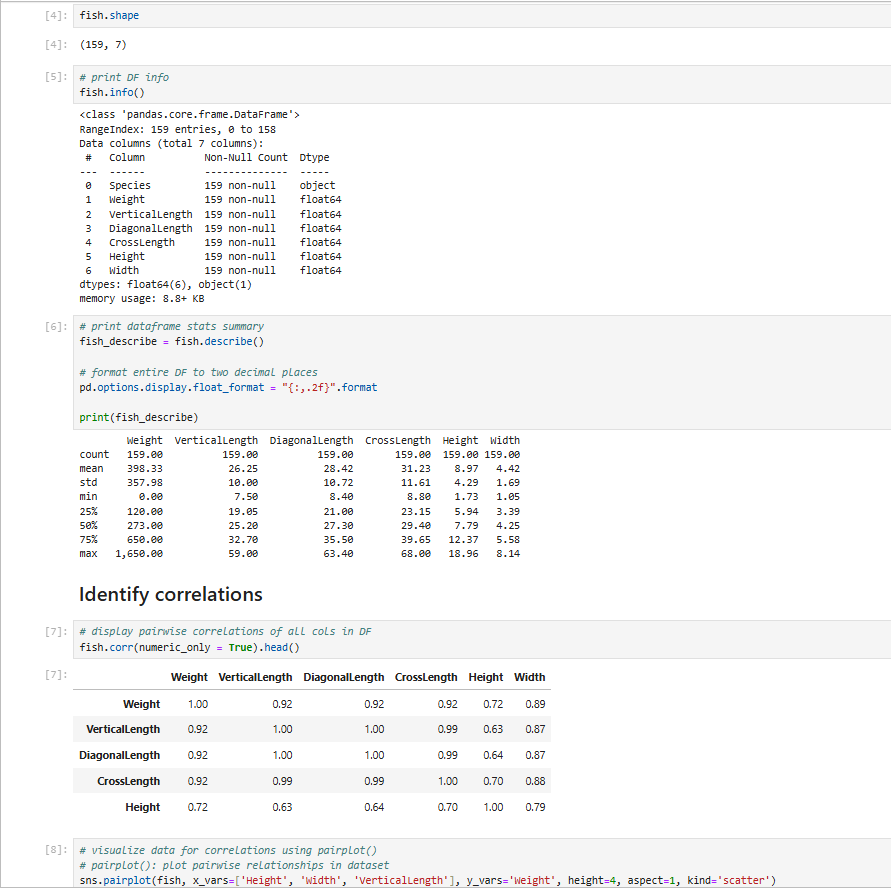 [4]: fish.shape
[4]: (159, 7)
[5]: # print DF info
fish.info()
<class 'pandas.core.frame.DataFrame'>
RangeIndex: 159 entries, 0 to 158
Data columns (total 7 columns):
 #   Column          Non-Null Count  Dtype
---  ------          --------------  -----
 0   Species         159 non-null    object
 1   Weight          159 non-null    float64
 2   VerticalLength  159 non-null    float64
 3   DiagonalLength  159 non-null    float64
 4   CrossLength     159 non-null    float64
 5   Height          159 non-null    float64
 6   Width           159 non-null    float64
dtypes: float64(6), object(1)
memory usage: 8.8+ KB
[6]: # print dataframe stats summary
fish_describe = fish.describe()
# format entire DF to two decimal places
pd.options.display.float_format = "{:,.2f}".format
print(fish_describe)
Weight VerticalLength DiagonalLength CrossLength Height Width
count 159.00 159.00 159.00 159.00 159.00 159.00
mean 398.33 26.25 28.42 31.23 8.97 4.42
std 357.98 10.00 10.72 11.61 4.29 1.69
min 0.00 7.50 8.40 8.80 1.73 1.05
25% 120.00 19.05 21.00 23.15 5.94 3.39
50% 273.00 25.20 27.30 29.40 7.79 4.25
75% 650.00 32.70 35.50 39.65 12.37 5.58
max 1,650.00 59.00 63.40 68.00 18.96 8.14
Identify correlations
[7]: # display pairwise correlations of all cols in DF
fish.corr(numeric_only = True).head()
[7]: Weight VerticalLength DiagonalLength CrossLength Height Width
Weight 1.00 0.92 0.92 0.92 0.72 0.89
VerticalLength 0.92 1.00 1.00 0.99 0.63 0.87
DiagonalLength 0.92 1.00 1.00 0.99 0.64 0.87
CrossLength 0.92 0.99 0.99 1.00 0.70 0.88
Height 0.72 0.63 0.64 0.70 1.00 0.79
[8]: # visualize data for correlations using pairplot()
# pairplot(): plot pairwise relationships in dataset
sns.pairplot(fish, x_vars=['Height', 'Width', 'VerticalLength'], y_vars='Weight', height=4, aspect=1, kind='scatter')